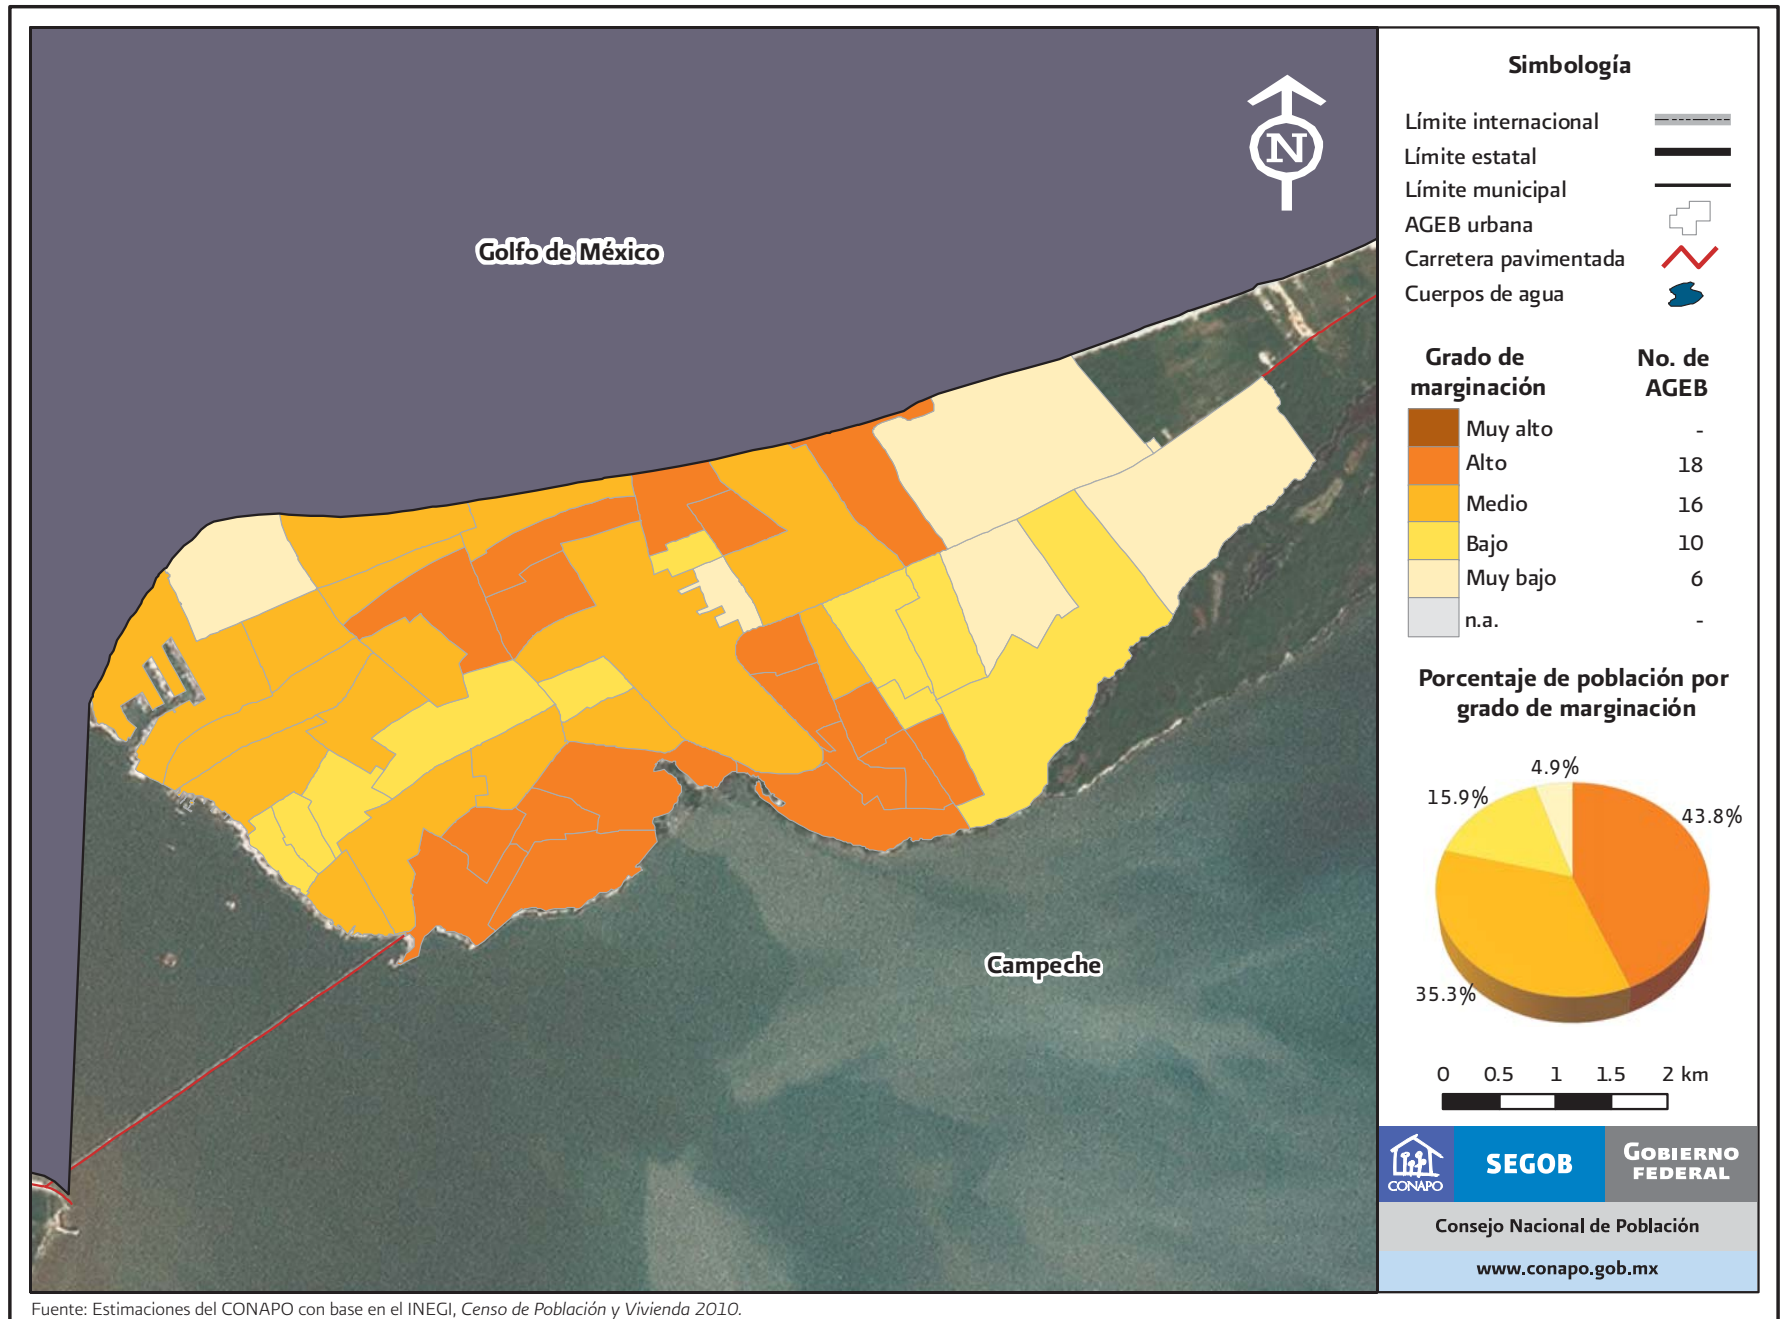 Golfo de México
N
Campeche
Simbología
Límite internacional
Límite estatal
Límite municipal
AGEB urbana
Carretera pavimentada
Cuerpos de agua
Grado de marginación
No. de AGEB
Muy alto -
Alto 18
Medio 16
Bajo 10
Muy bajo 6
n.a. -
Porcentaje de población por
grado de marginación
4.9%
15.9%
43.8%
35.3%
0 0.5 1 1.5 2 km
CONAPO
SEGOB
GOBIERNO
FEDERAL
Consejo Nacional de Población
www.conapo.gob.mx
Fuente: Estimaciones del CONAPO con base en el INEGI, Censo de Población y Vivienda 2010.